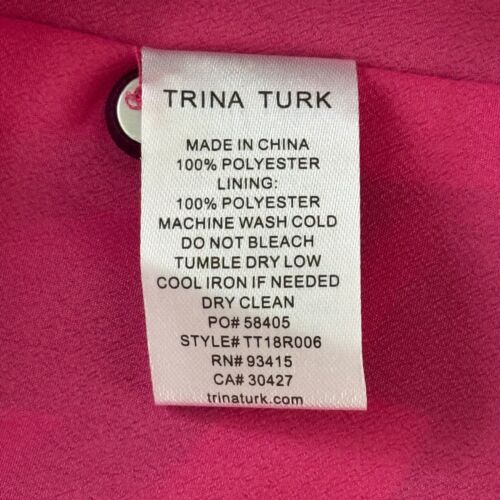 TRINA TURK
MADE IN CHINA
100% POLYESTER
LINING:
100% POLYESTER
MACHINE WASH COLD
DO NOT BLEACH
TUMBLE DRY LOW
COOL IRON IF NEEDED
DRY CLEAN
PO# 58405
STYLE# TT18R006
RN# 93415
CA# 30427
trinaturk.com